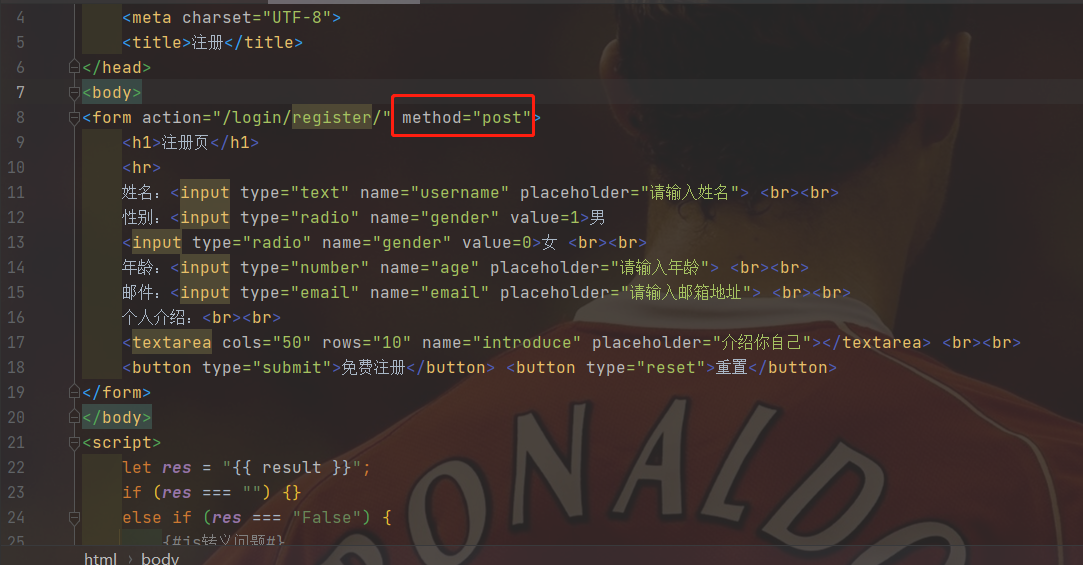 4 <meta charset="UTF-8">
5 <title>注册</title>
6 </head>
7 <body>
8 <form action="/login/register/" method="post">
9 <h1>注册页</h1>
10 <hr>
11 姓名：<input type="text" name="username" placeholder="请输入姓名"> <br><br>
12 性别：<input type="radio" name="gender" value=1>男
13 <input type="radio" name="gender" value=0>女 <br><br>
14 年龄：<input type="number" name="age" placeholder="请输入年龄"> <br><br>
15 邮件：<input type="email" name="email" placeholder="请输入邮箱地址"> <br><br>
16 个人介绍：<br><br>
17 <textarea cols="50" rows="10" name="introduce" placeholder="介绍你自己"></textarea> <br><br>
18 <button type="submit">免费注册</button> <button type="reset">重置</button>
19 </form>
20 </body>
21 <script>
22 let res = "{{ result }}";
23 if (res === "") {}
24 else if (res === "False") {
25 {#js转义问题#}
RONALDO
html › body